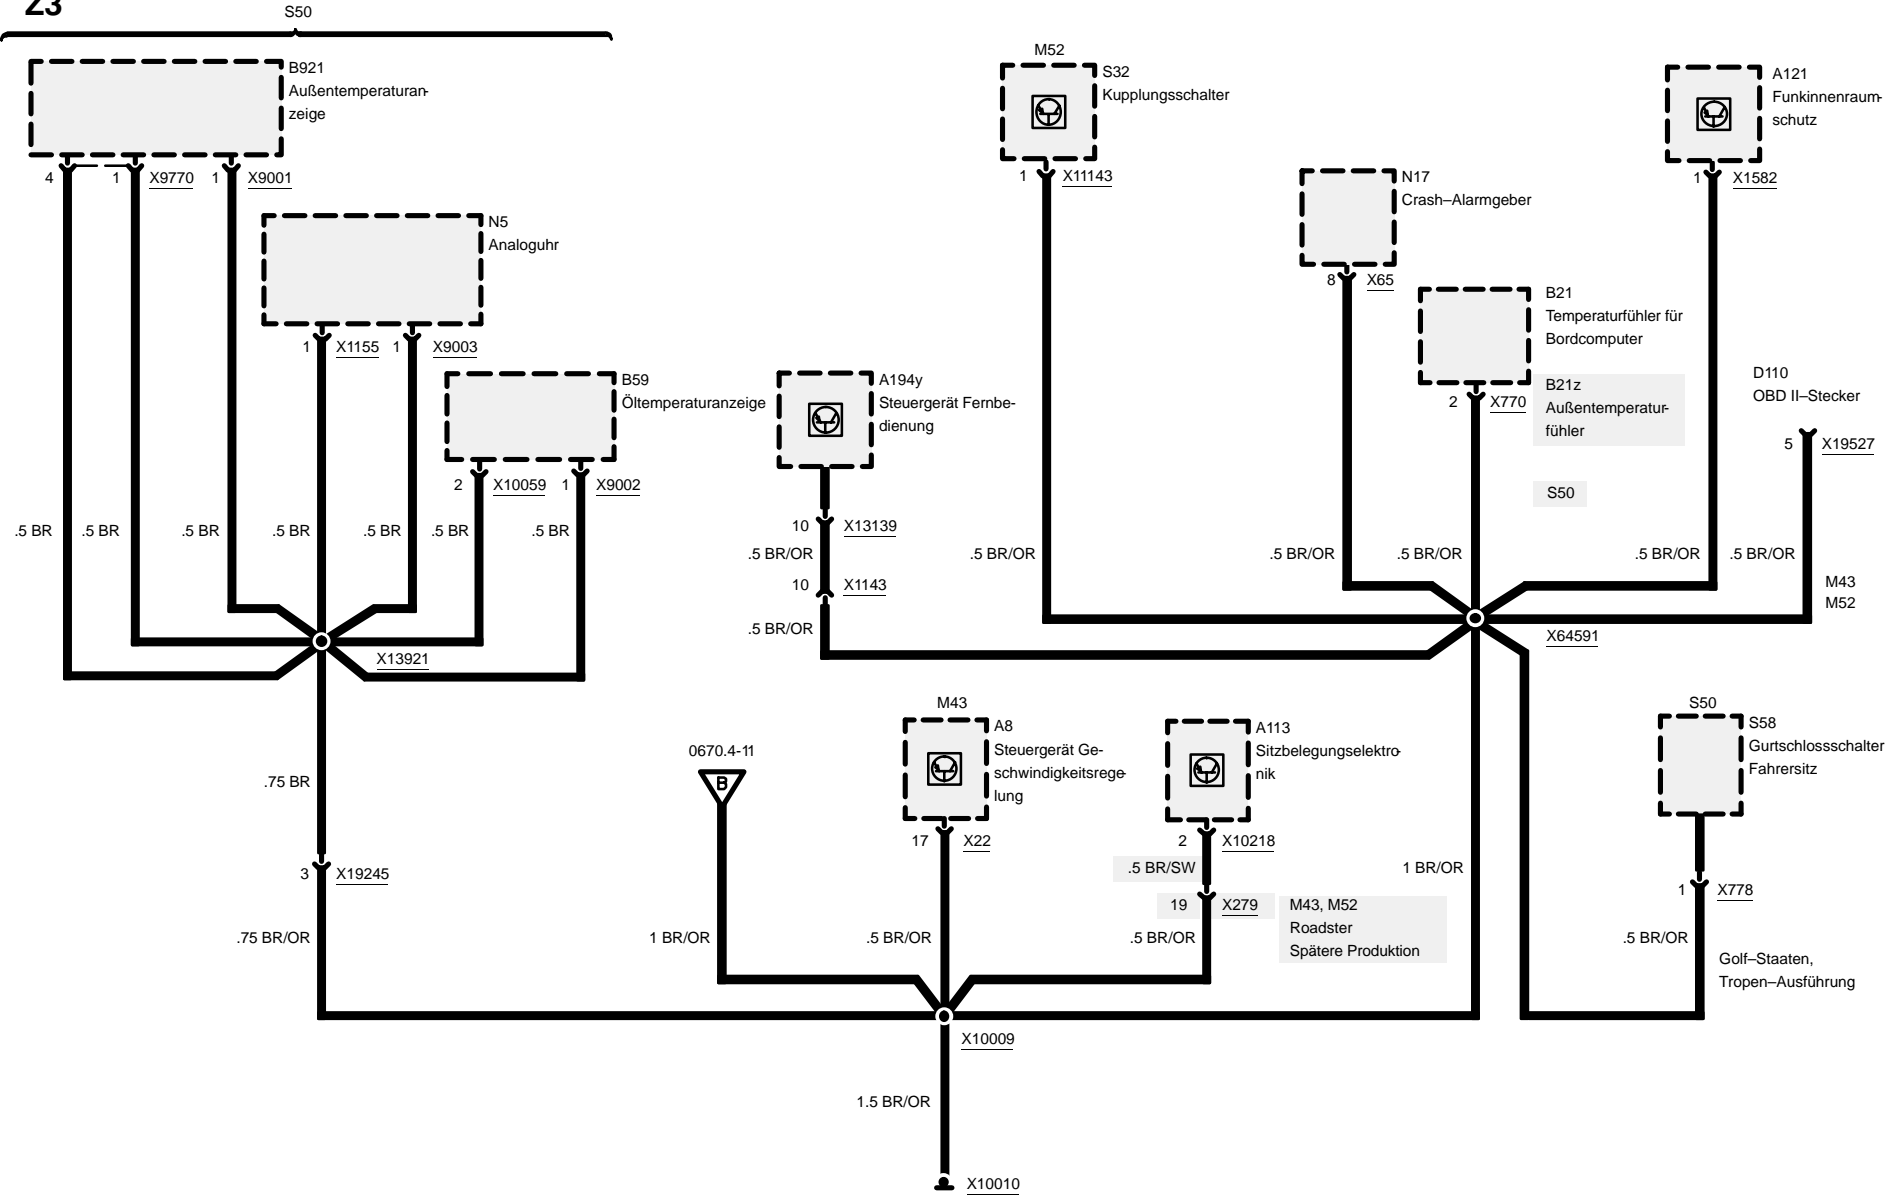 Z3
S50
B921
Außentemperaturan-
zeige
4
1
X9770
1
X9001
N5
Analoguhr
1
X1155
1
X9003
B59
Öltemperaturanzeige
2
X10059
1
X9002
.5 BR
.5 BR
.5 BR
.5 BR
.5 BR
.5 BR
.5 BR
X13921
.75 BR
3
X19245
.75 BR/OR
A194y
Steuergerät Fernbe-
dienung
10
X13139
.5 BR/OR
10
X1143
.5 BR/OR
M52
S32
Kupplungsschalter
1
X11143
.5 BR/OR
N17
Crash–Alarmgeber
8
X65
.5 BR/OR
B21
Temperaturfühler für
Bordcomputer
B21z
Außentemperatur-
fühler
2
X770
S50
.5 BR/OR
A121
Funkinnenraum-
schutz
1
X1582
.5 BR/OR
D110
OBD II–Stecker
5
X19527
.5 BR/OR
M43
M52
X64591
0670.4-11
B
1 BR/OR
M43
A8
Steuergerät Ge-
schwindigkeitsrege-
lung
17
X22
.5 BR/OR
A113
Sitzbelegungselektro-
nik
2
X10218
.5 BR/SW
19
X279
M43, M52
Roadster
Spätere Produktion
.5 BR/OR
1 BR/OR
S50
S58
Gurtschlossschalter
Fahrersitz
1
X778
.5 BR/OR
Golf–Staaten,
Tropen–Ausführung
X10009
1.5 BR/OR
X10010